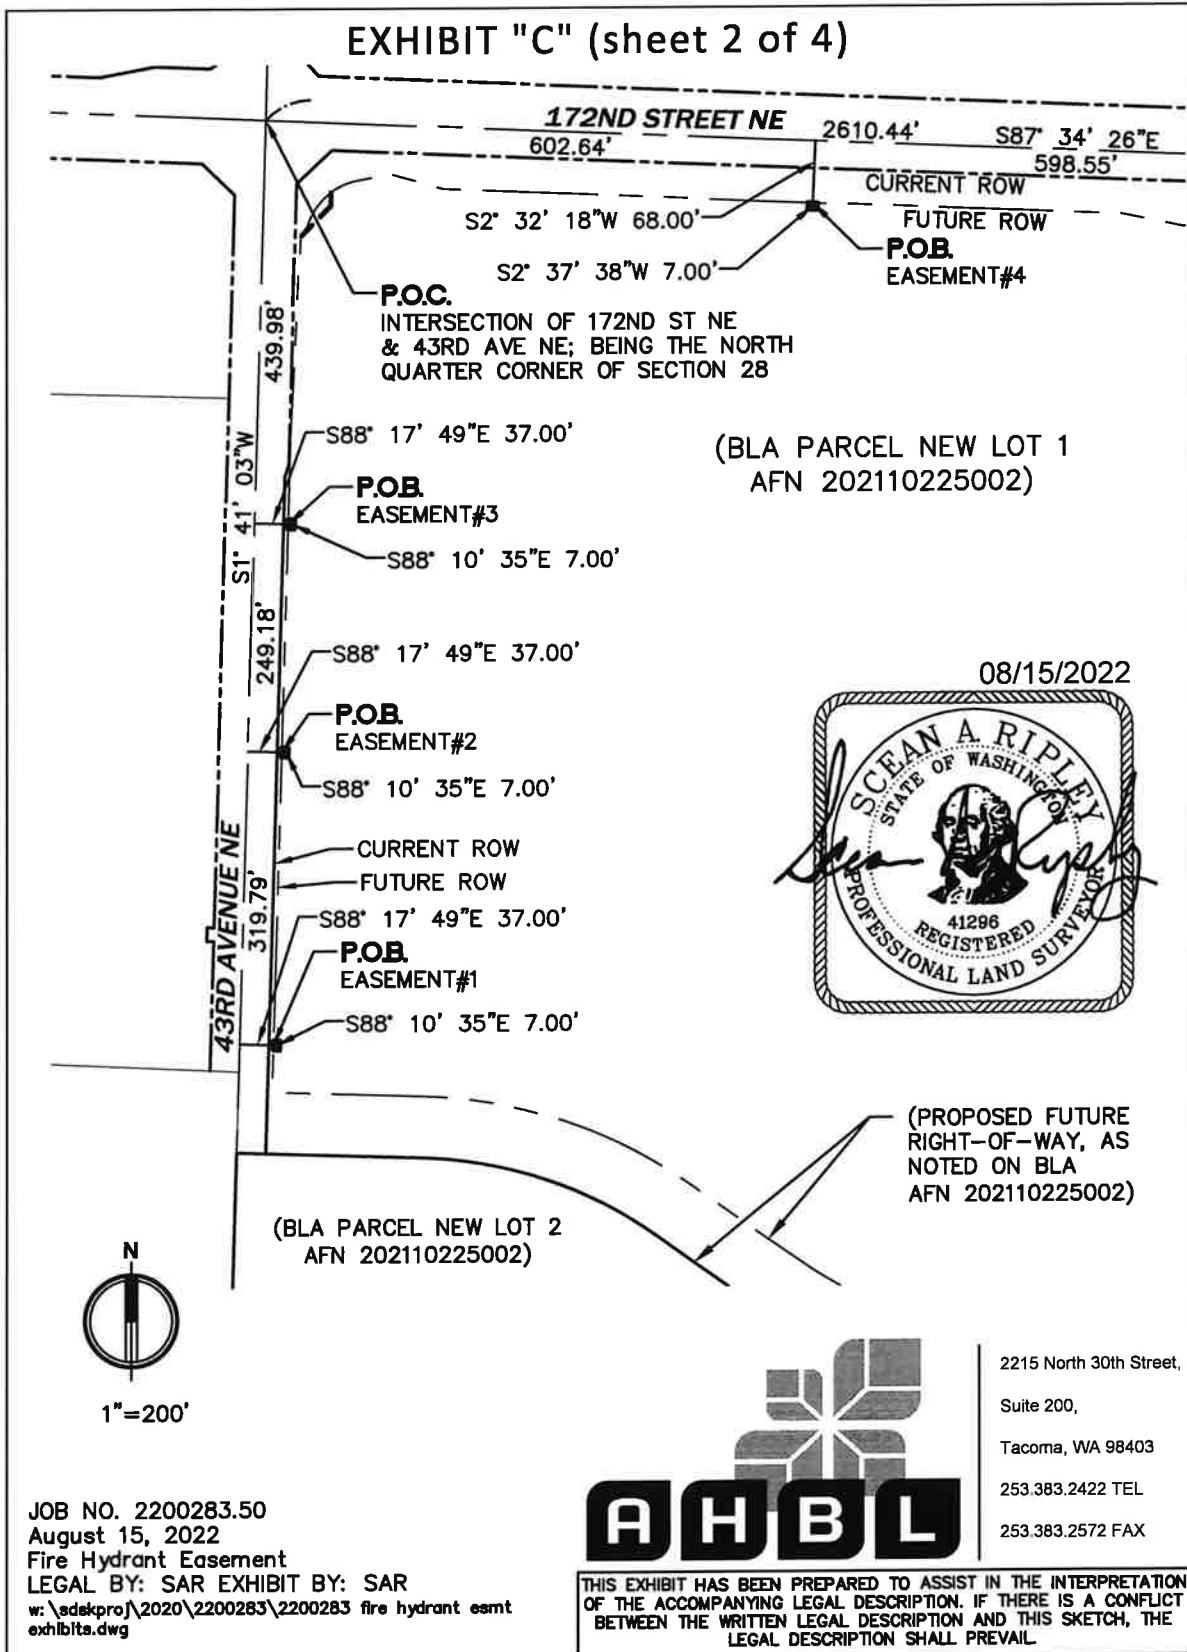 EXHIBIT "C" (sheet 2 of 4)
172ND STREET NE
2610.44'
S87° 34' 26"E
602.64'
598.55'
CURRENT ROW
S2° 32' 18"W 68.00'
FUTURE ROW
S2° 37' 38"W 7.00'
P.O.B.
EASEMENT#4
P.O.C.
INTERSECTION OF 172ND ST NE
& 43RD AVE NE; BEING THE NORTH
QUARTER CORNER OF SECTION 28
439.98'
S88° 17' 49"E 37.00'
(BLA PARCEL NEW LOT 1
AFN 202110225002)
S1° 41' 03"W
P.O.B.
EASEMENT#3
S88° 10' 35"E 7.00'
249.18'
S88° 17' 49"E 37.00'
P.O.B.
EASEMENT#2
S88° 10' 35"E 7.00'
08/15/2022
SCEAN A. RIPLEY
STATE OF WASHINGTON
41296
REGISTERED
PROFESSIONAL LAND SURVEYOR
43RD AVENUE NE
CURRENT ROW
FUTURE ROW
319.79'
S88° 17' 49"E 37.00'
P.O.B.
EASEMENT#1
S88° 10' 35"E 7.00'
(PROPOSED FUTURE
RIGHT-OF-WAY, AS
NOTED ON BLA
AFN 202110225002)
(BLA PARCEL NEW LOT 2
AFN 202110225002)
N
1"=200'
2215 North 30th Street,
Suite 200,
Tacoma, WA 98403
253.383.2422 TEL
253.383.2572 FAX
AHBL
JOB NO. 2200283.50
August 15, 2022
Fire Hydrant Easement
LEGAL BY: SAR EXHIBIT BY: SAR
w:\sdskproj\2020\2200283\2200283 fire hydrant esmt
exhibits.dwg
THIS EXHIBIT HAS BEEN PREPARED TO ASSIST IN THE INTERPRETATION
OF THE ACCOMPANYING LEGAL DESCRIPTION. IF THERE IS A CONFLICT
BETWEEN THE WRITTEN LEGAL DESCRIPTION AND THIS SKETCH, THE
LEGAL DESCRIPTION SHALL PREVAIL